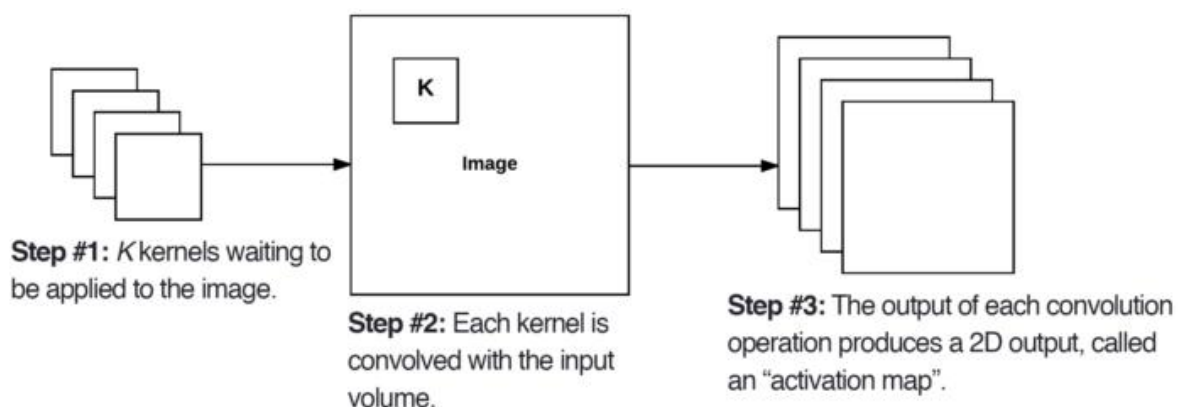 K
Image
Step #1: K kernels waiting to
be applied to the image.
Step #2: Each kernel is
convolved with the input
volume.
Step #3: The output of each convolution
operation produces a 2D output, called
an “activation map”.